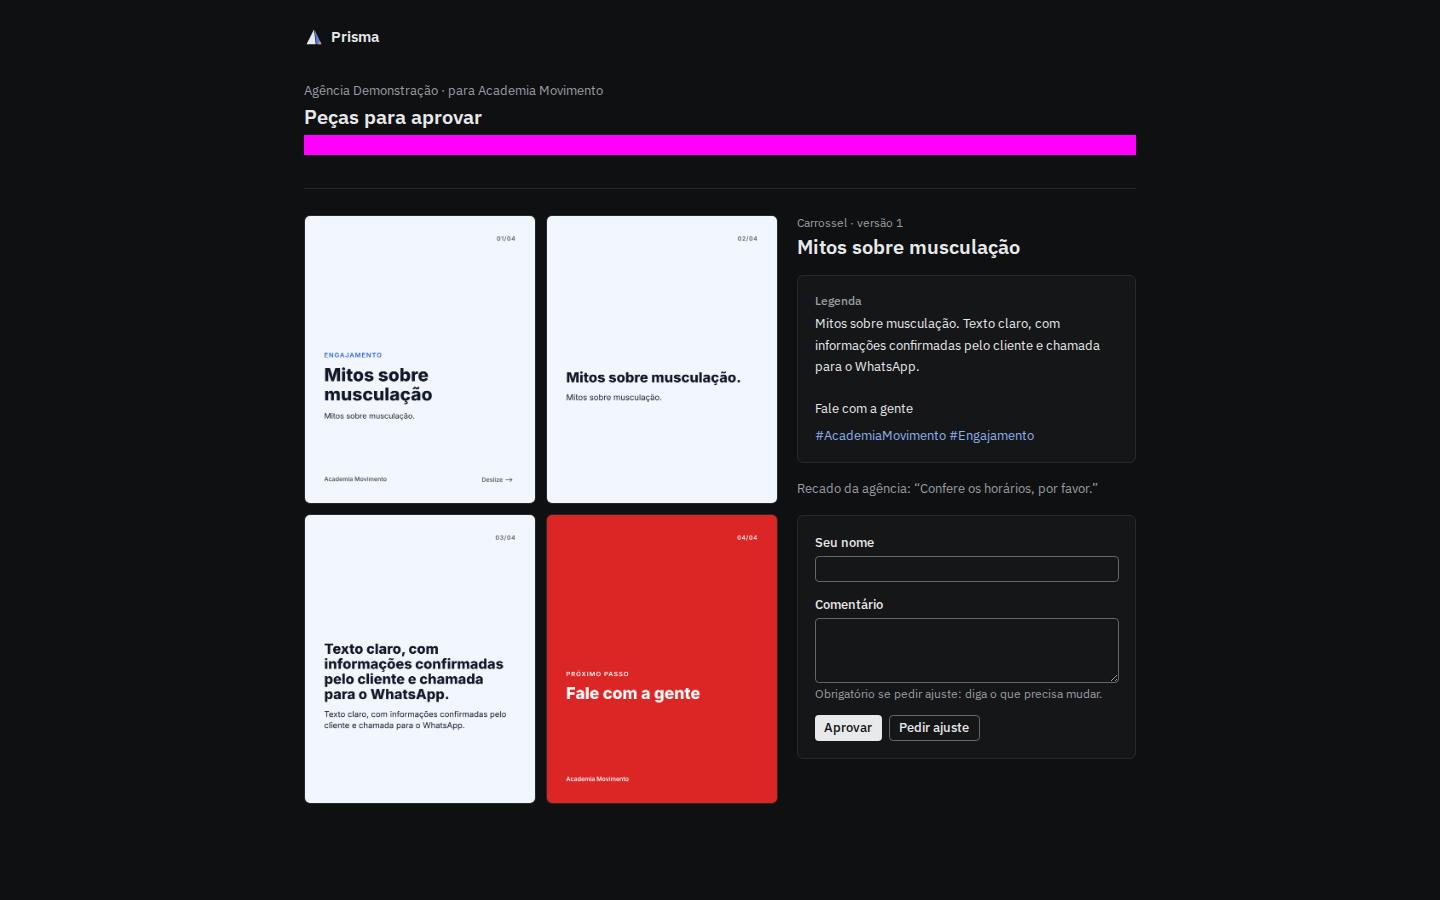 Prisma
Agência Demonstração · para Academia Movimento
Peças para aprovar
01/04
ENGAJAMENTO
Mitos sobre
musculação
Mitos sobre musculação.
Academia Movimento
Deslize →
02/04
Mitos sobre musculação.
Mitos sobre musculação.
03/04
Texto claro, com
informações confirmadas
pelo cliente e chamada
para o WhatsApp.
Texto claro, com informações confirmadas pelo
cliente e chamada para o WhatsApp.
04/04
PRÓXIMO PASSO
Fale com a gente
Academia Movimento
Carrossel · versão 1
Mitos sobre musculação
Legenda
Mitos sobre musculação. Texto claro, com
informações confirmadas pelo cliente e chamada
para o WhatsApp.
Fale com a gente
#AcademiaMovimento #Engajamento
Recado da agência: “Confere os horários, por favor.”
Seu nome
Comentário
Obrigatório se pedir ajuste: diga o que precisa mudar.
Aprovar
Pedir ajuste